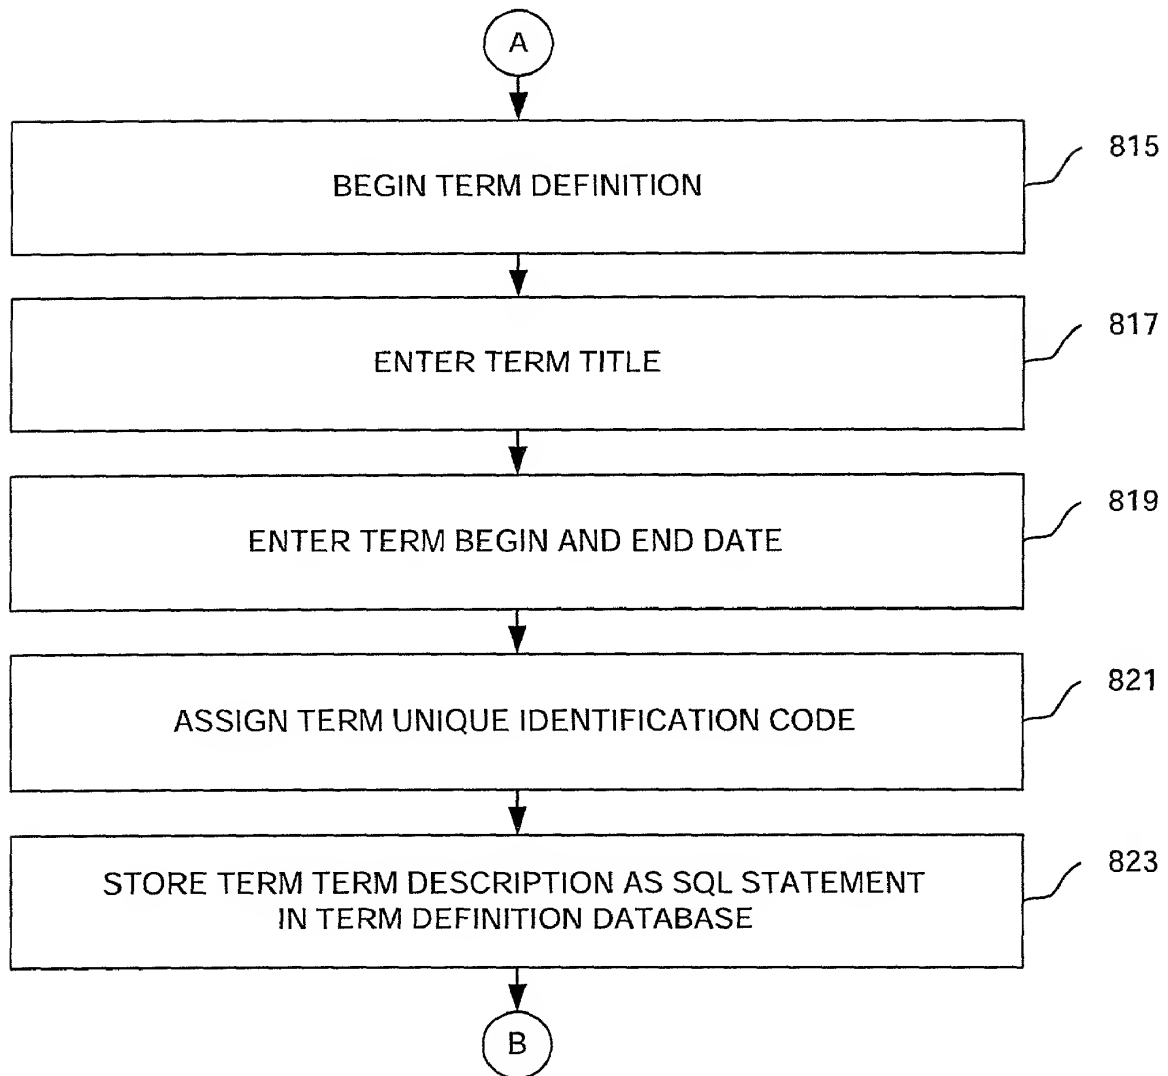 A
BEGIN TERM DEFINITION
815
ENTER TERM TITLE
817
ENTER TERM BEGIN AND END DATE
819
ASSIGN TERM UNIQUE IDENTIFICATION CODE
821
STORE TERM TERM DESCRIPTION AS SQL STATEMENT
IN TERM DEFINITION DATABASE
823
B